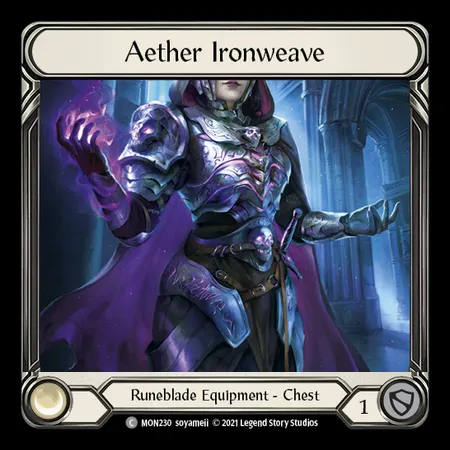 Aether Ironweave
Runeblade Equipment - Chest
1
C MON230 soyameii © 2021 Legend Story Studios